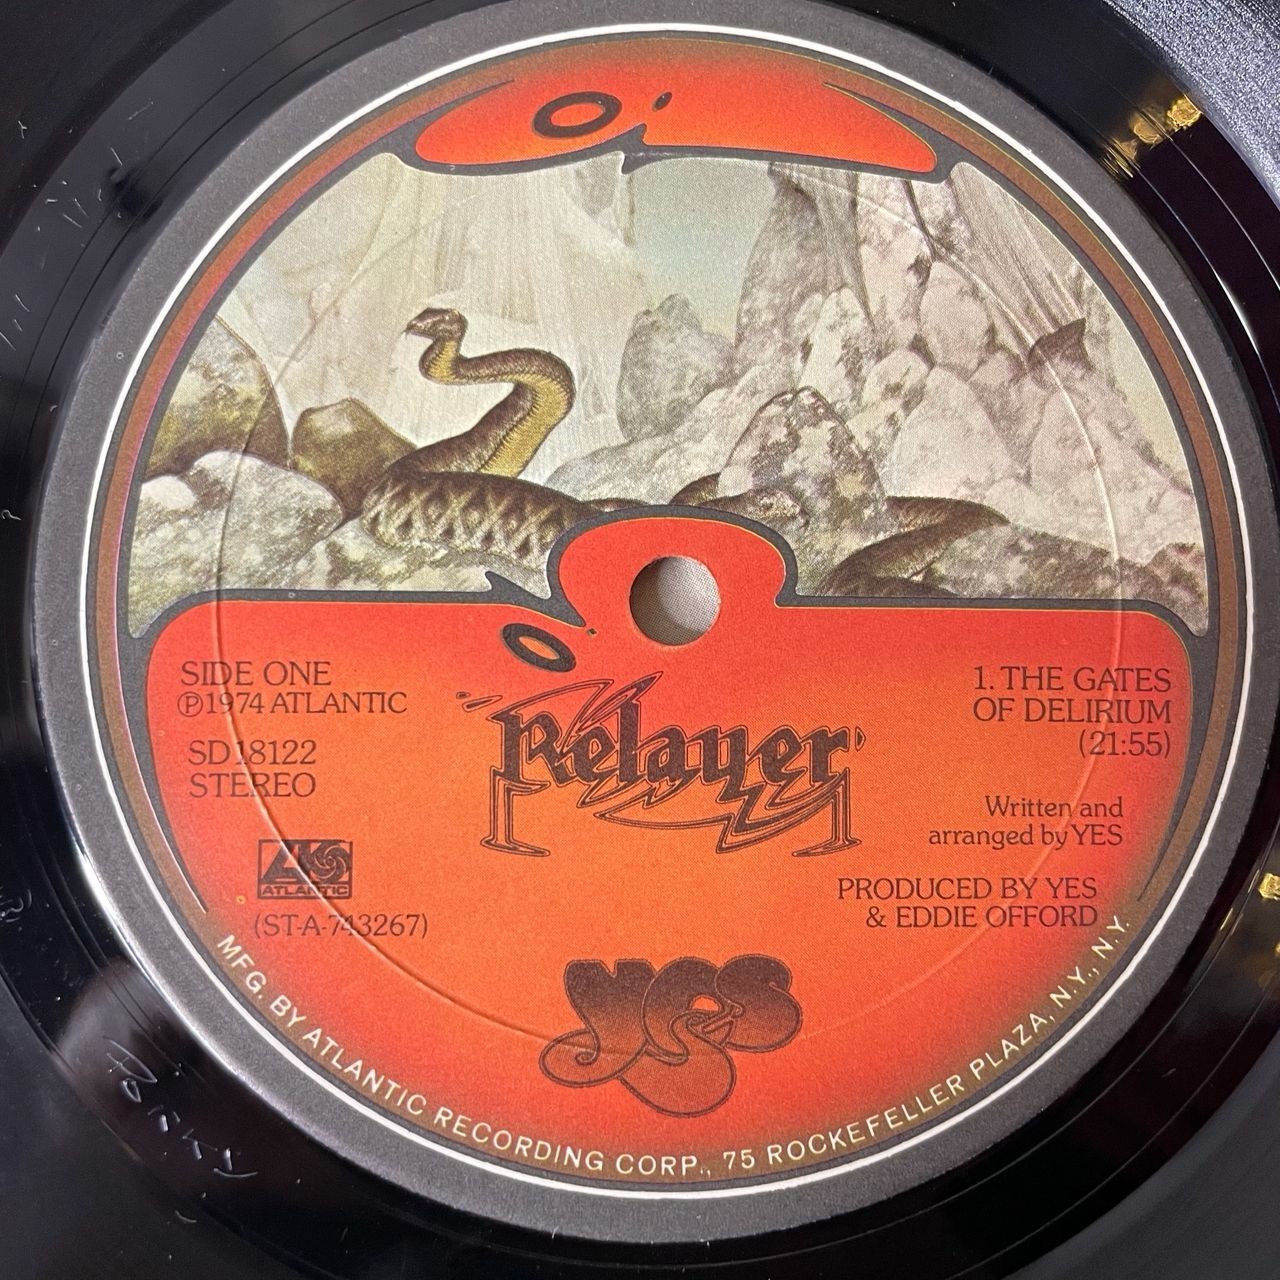 SIDE ONE
℗1974 ATLANTIC
SD 18122
STEREO
ATLANTIC
(ST-A-743267)
Relayer
1. THE GATES
OF DELIRIUM
(21:55)
Written and
arranged by YES
PRODUCED BY YES
& EDDIE OFFORD
YES
MFG. BY ATLANTIC RECORDING CORP., 75 ROCKEFELLER PLAZA, N.Y., N.Y.
Porky